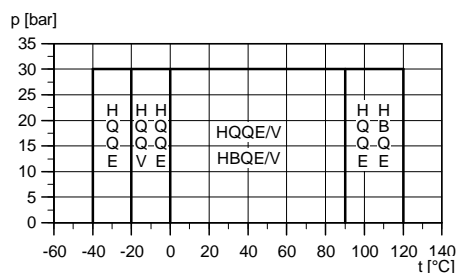 p [bar]
35
30
25
20
15
10
5
0
H Q Q E
H Q Q V
H Q Q E
HQQE/V
HBQE/V
H Q Q E
H B Q E
-60 -40 -20 0 20 40 60 80 100 120 140
t [°C]